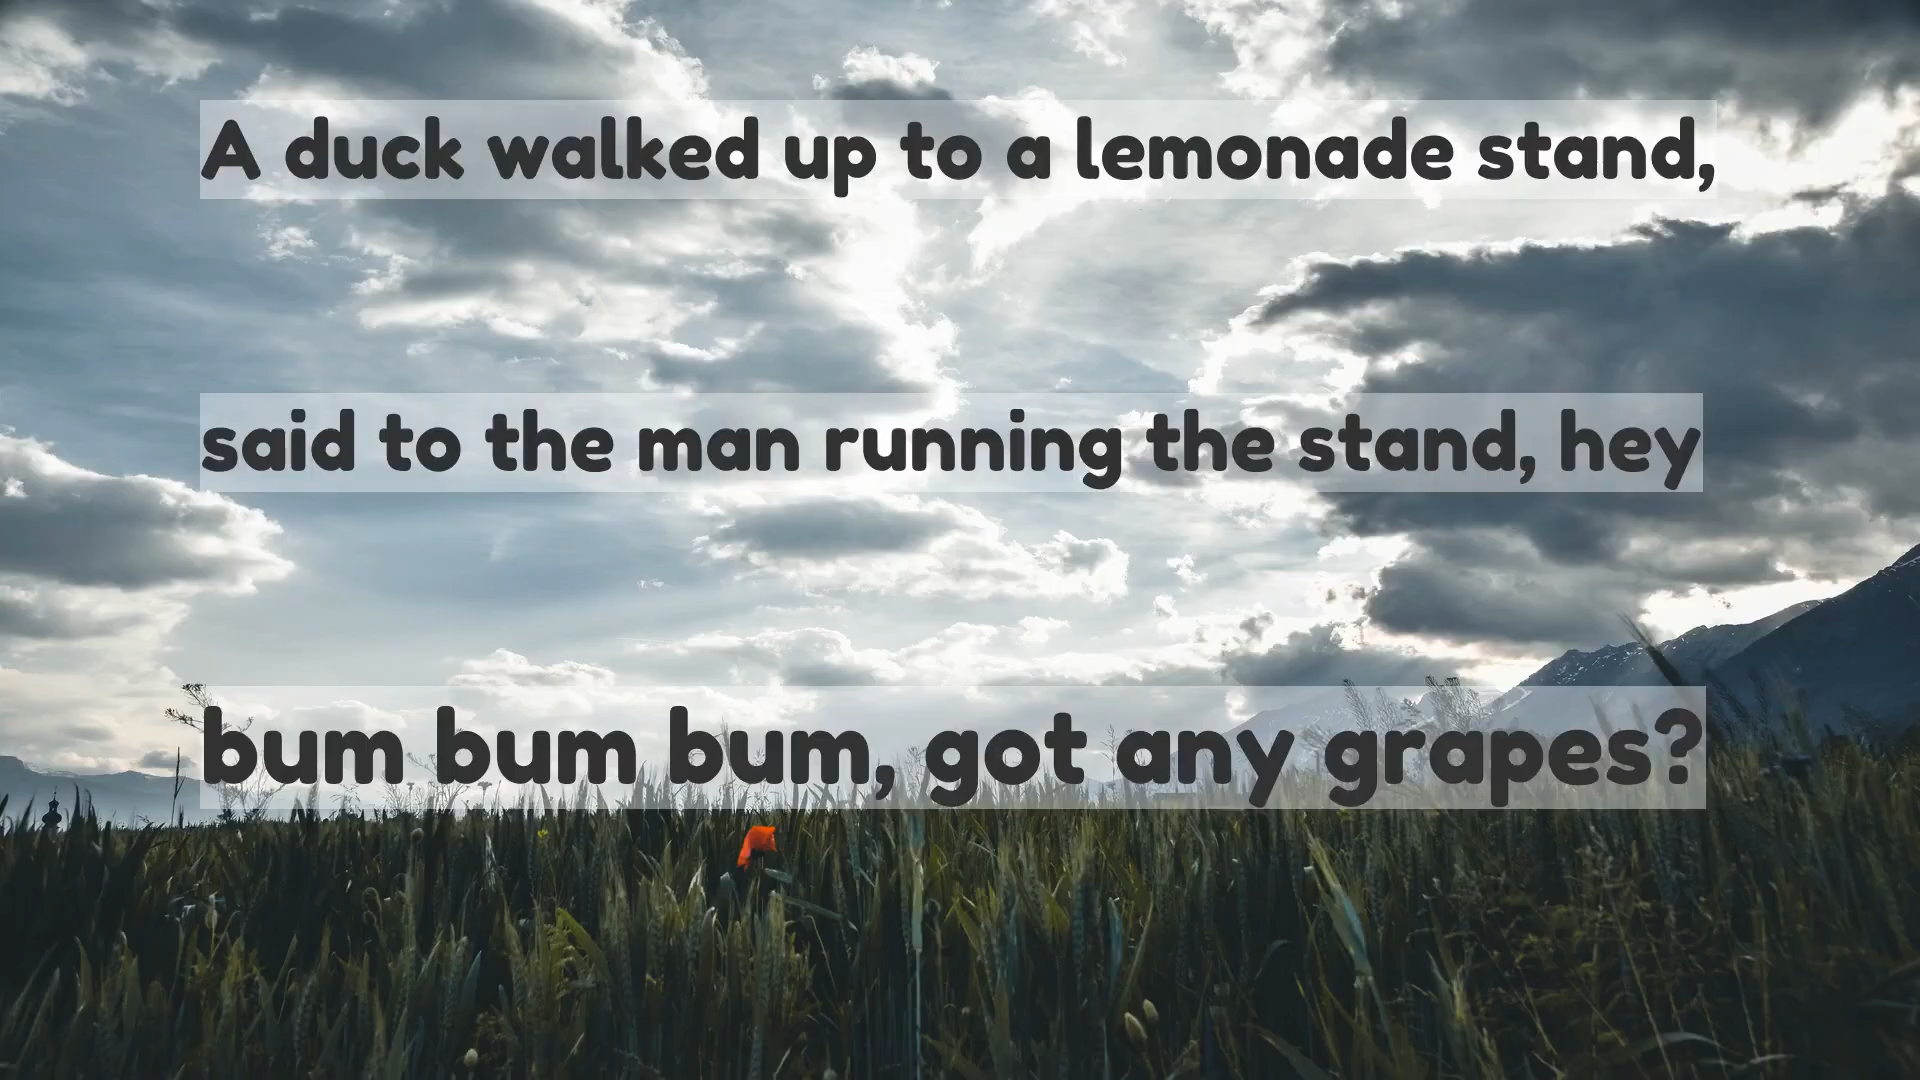 A duck walked up to a lemonade stand,
said to the man running the stand, hey
bum bum bum, got any grapes?